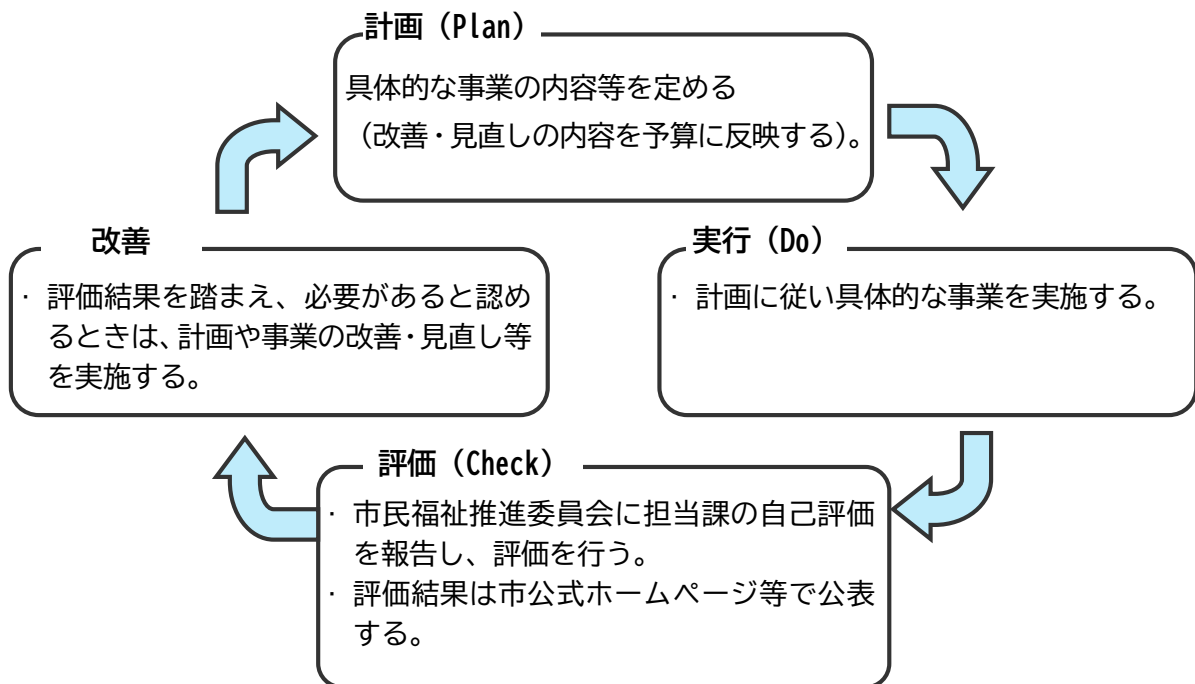 計画（Plan）
具体的な事業の内容等を定める
（改善・見直しの内容を予算に反映する）。
実行（Do）
・ 計画に従い具体的な事業を実施する。
評価（Check）
・ 市民福祉推進委員会に担当課の自己評価
を報告し、評価を行う。
・ 評価結果は市公式ホームページ等で公表
する。
改善
・ 評価結果を踏まえ、必要があると認め
るときは、計画や事業の改善・見直し等
を実施する。